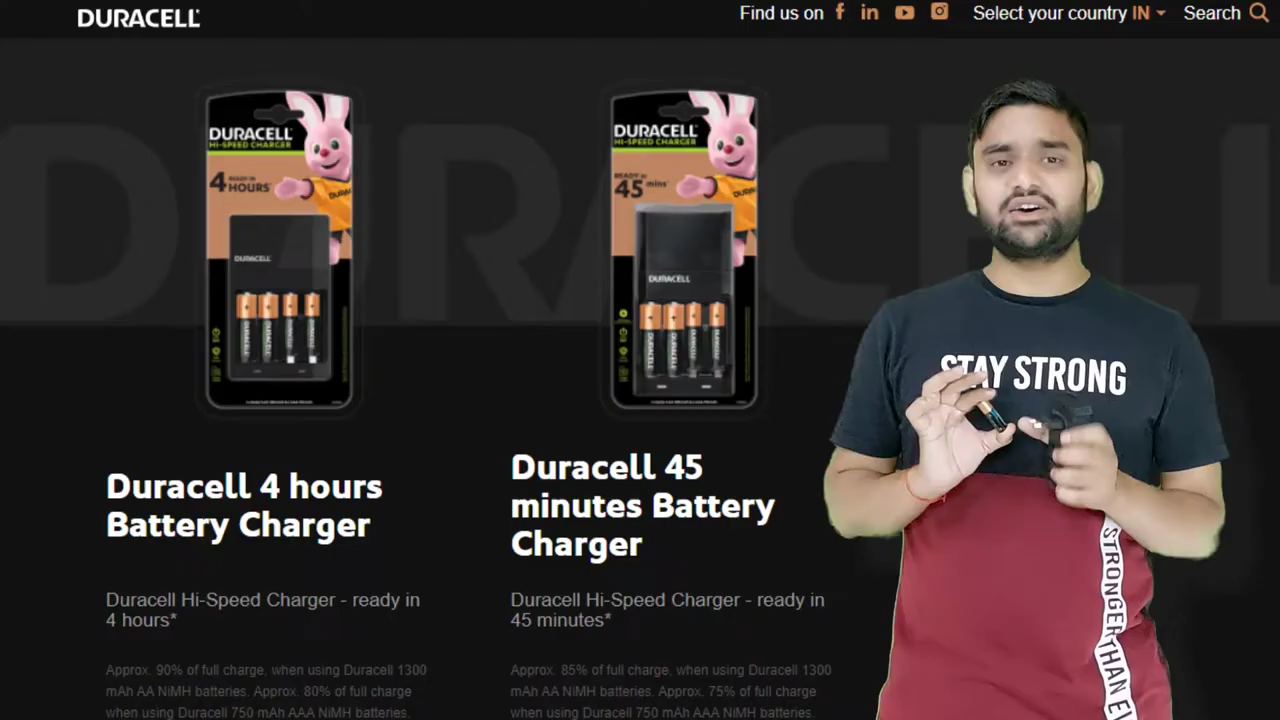 DURACELL
Find us on
Select your country IN
Search
DURACELL
HI-SPEED CHARGER
4 READY IN HOURS
DURACELL
DURACELL
HI-SPEED CHARGER
READY IN
45 mins
DURACELL
Duracell 4 hours
Battery Charger
Duracell Hi-Speed Charger - ready in
4 hours*
Approx. 90% of full charge, when using Duracell 1300
mAh AA NiMH batteries. Approx. 80% of full charge
when using Duracell 750 mAh AAA NiMH batteries.
Duracell 45
minutes Battery
Charger
Duracell Hi-Speed Charger - ready in
45 minutes*
Approx. 85% of full charge, when using Duracell 1300
mAh AA NiMH batteries. Approx. 75% of full charge
when using Duracell 750 mAh AAA NiMH batteries.
STAY STRONG
STRONGER THAN EV